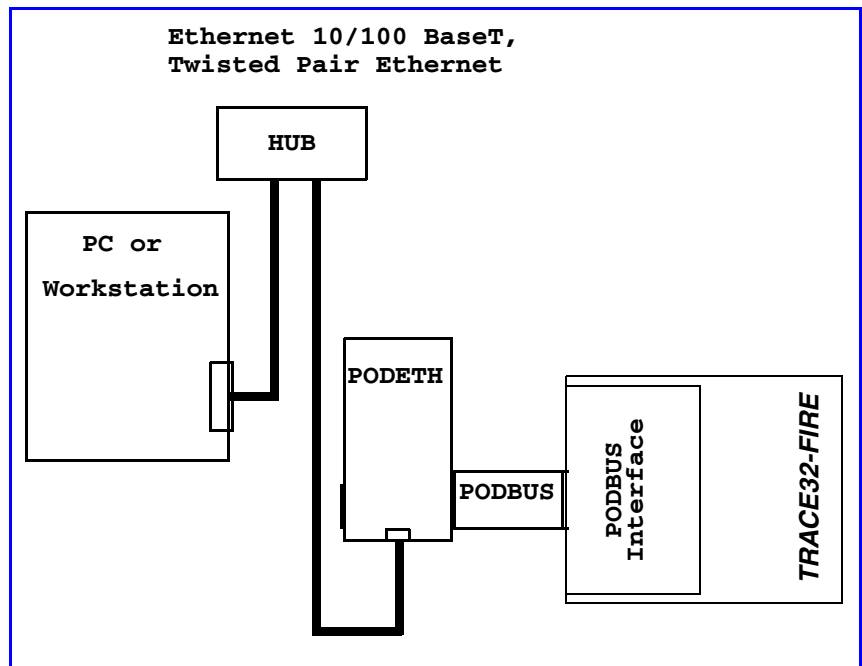 Ethernet 10/100 BaseT,
Twisted Pair Ethernet
HUB
PC or
Workstation
PODETH
PODBUS
PODBUS
Interface
TRACE32-FIRE